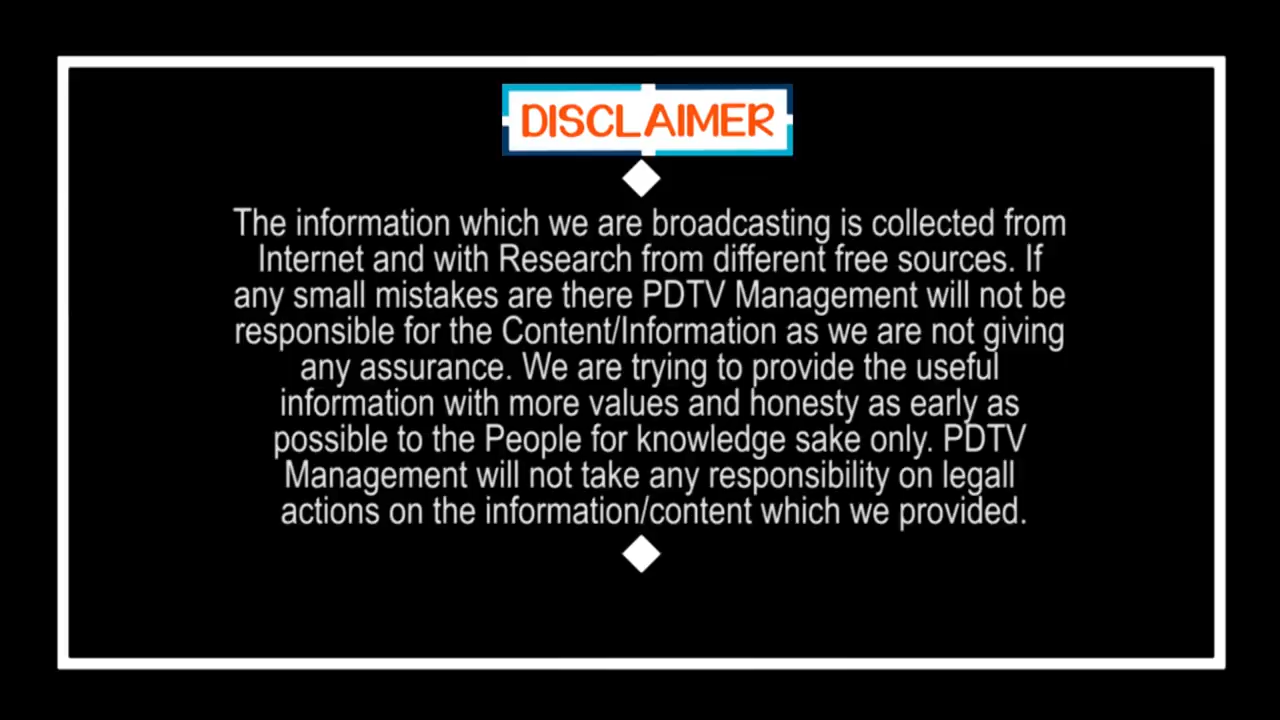 DISCLAIMER
The information which we are broadcasting is collected from
Internet and with Research from different free sources. If
any small mistakes are there PDTV Management will not be
responsible for the Content/Information as we are not giving
any assurance. We are trying to provide the useful
information with more values and honesty as early as
possible to the People for knowledge sake only. PDTV
Management will not take any responsibility on legall
actions on the information/content which we provided.